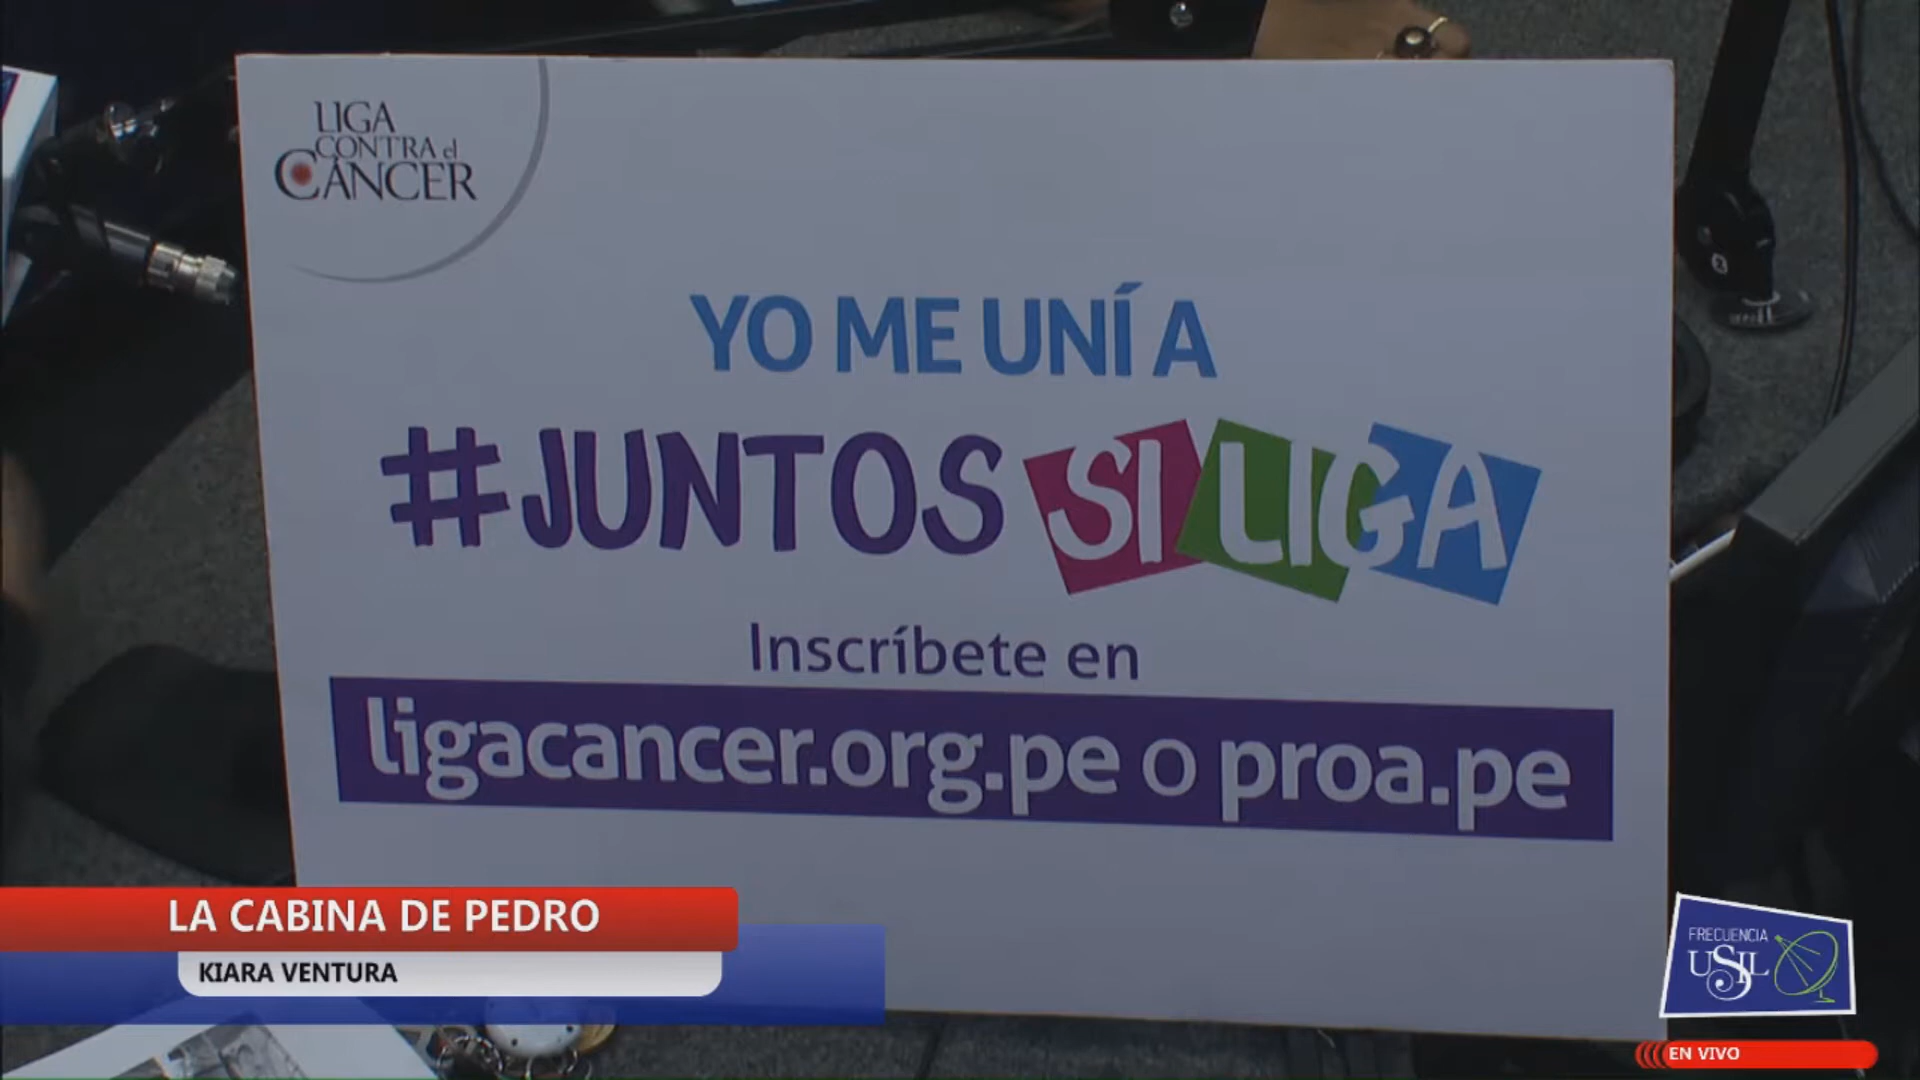 LIGA
CONTRA el
CÁNCER
YO ME UNÍ A
#JUNTOS SI LIGA
Inscríbete en
ligacancer.org.pe o proa.pe
LA CABINA DE PEDRO
KIARA VENTURA
FRECUENCIA
USIL
EN VIVO